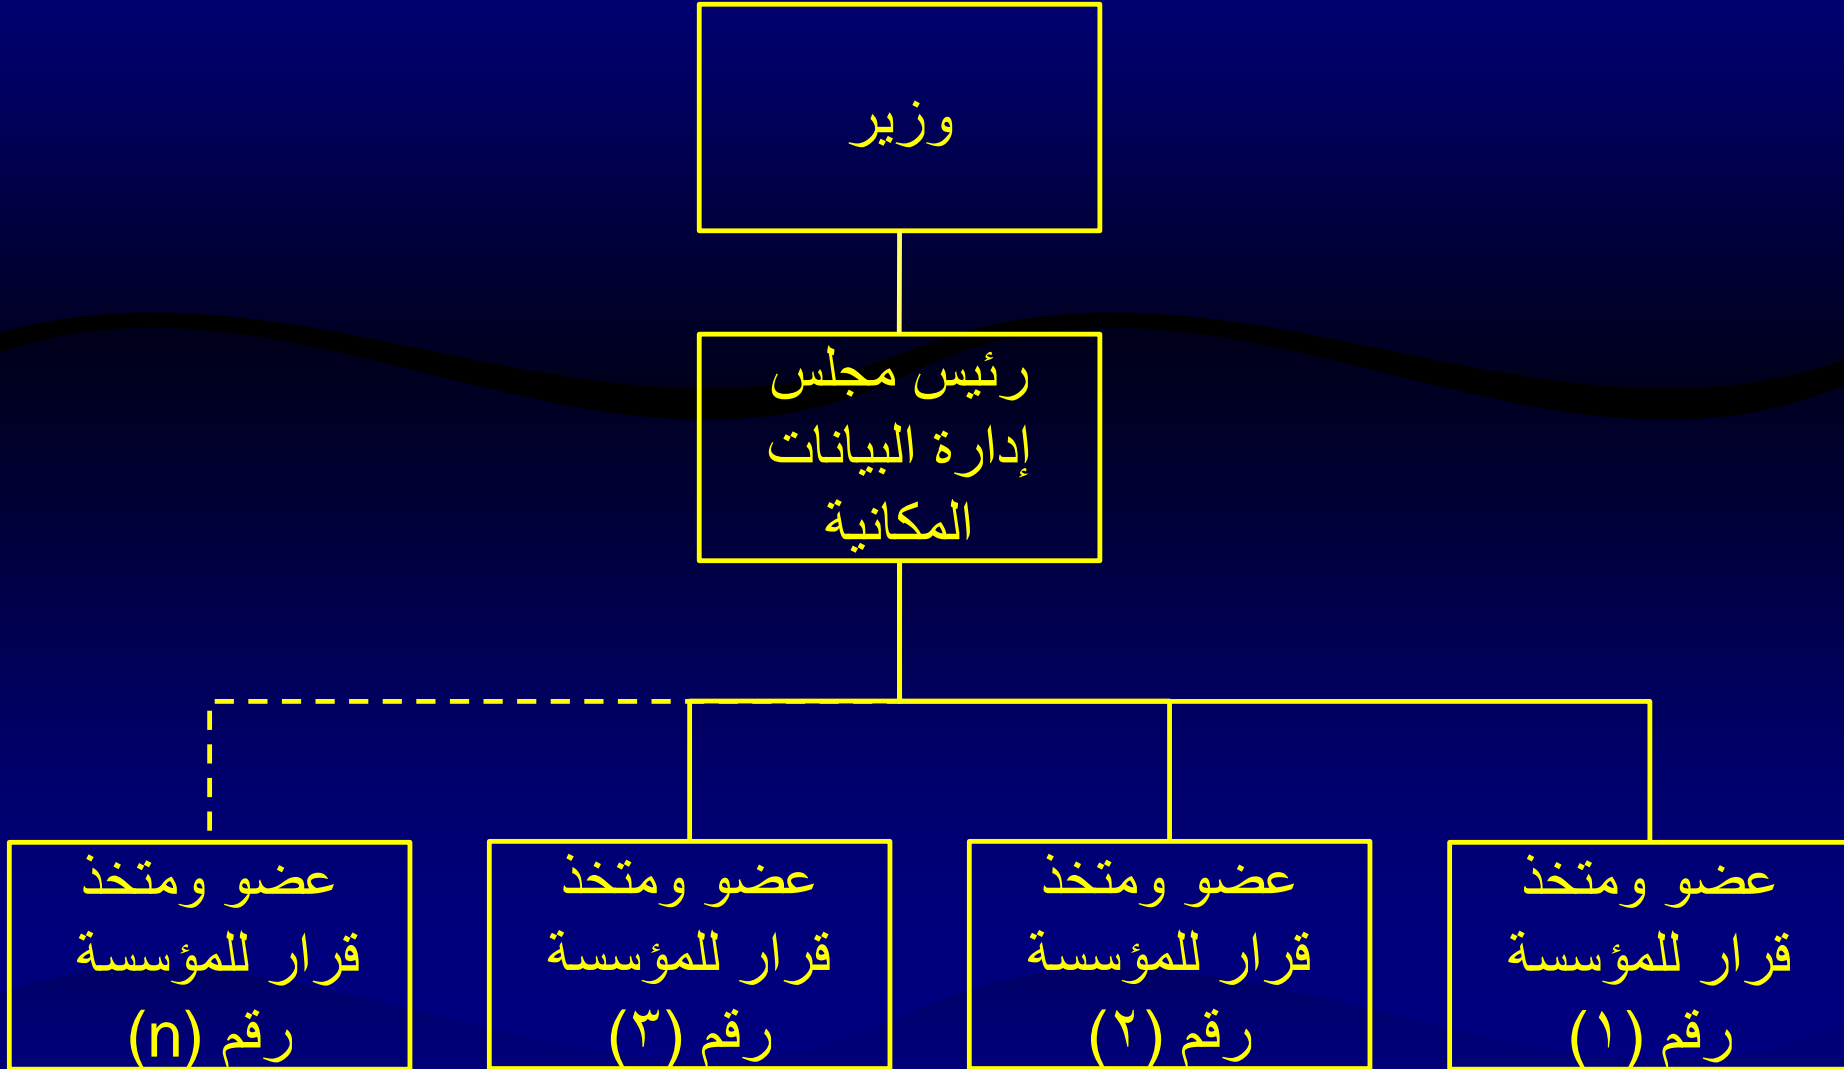 وزير
رئيس مجلس
إدارة البيانات
المكانية
عضو ومتخذ
قرار للمؤسسة
رقم (١)
عضو ومتخذ
قرار للمؤسسة
رقم (٢)
عضو ومتخذ
قرار للمؤسسة
رقم (٣)
عضو ومتخذ
قرار للمؤسسة
رقم (n)